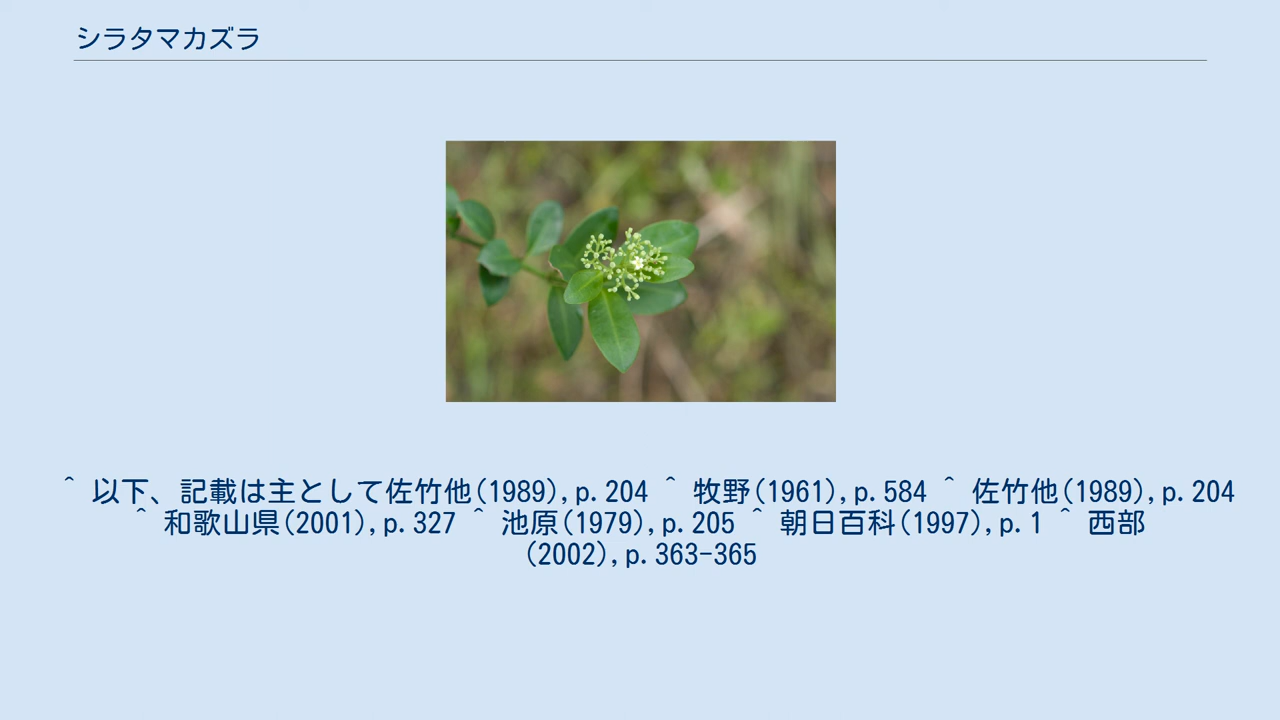 シラタマカズラ
^ 以下、記載は主として佐竹他(1989),p.204 ^ 牧野(1961),p.584 ^ 佐竹他(1989),p.204
^ 和歌山県(2001),p.327 ^ 池原(1979),p.205 ^ 朝日百科(1997),p.1 ^ 西部
(2002),p.363-365